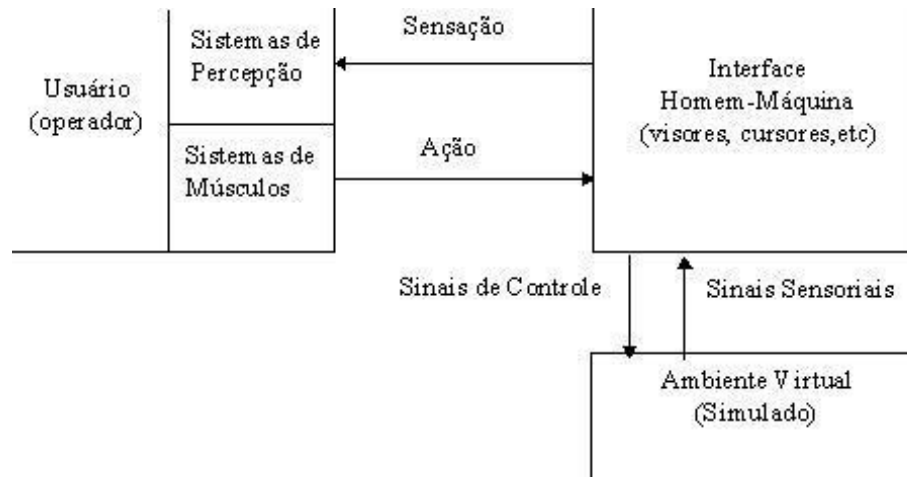 Usuário
(operador)
Sistemas de
Percepção
Sistemas de
Músculos
Sensação
Ação
Interface
Homem-Máquina
(visores, cursores,etc)
Sinais de Controle
Sinais Sensoriais
Ambiente Virtual
(Simulado)